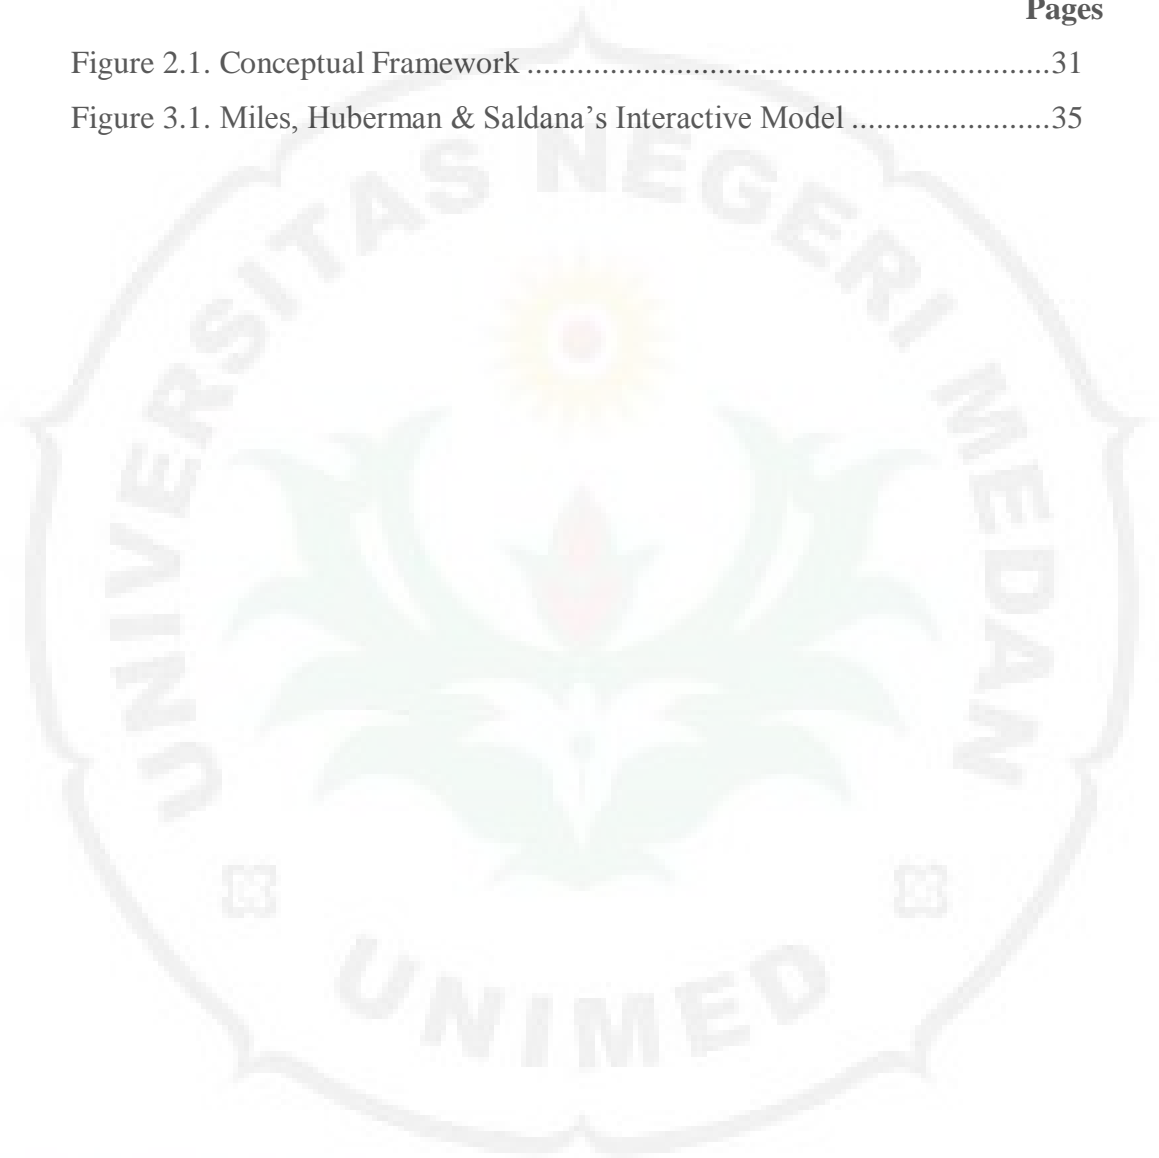 Pages
Figure 2.1. Conceptual Framework .....................................................31
Figure 3.1. Miles, Huberman & Saldana’s Interactive Model .......................35
UNIVERSITAS NEGERI MEDAN
UNIMED